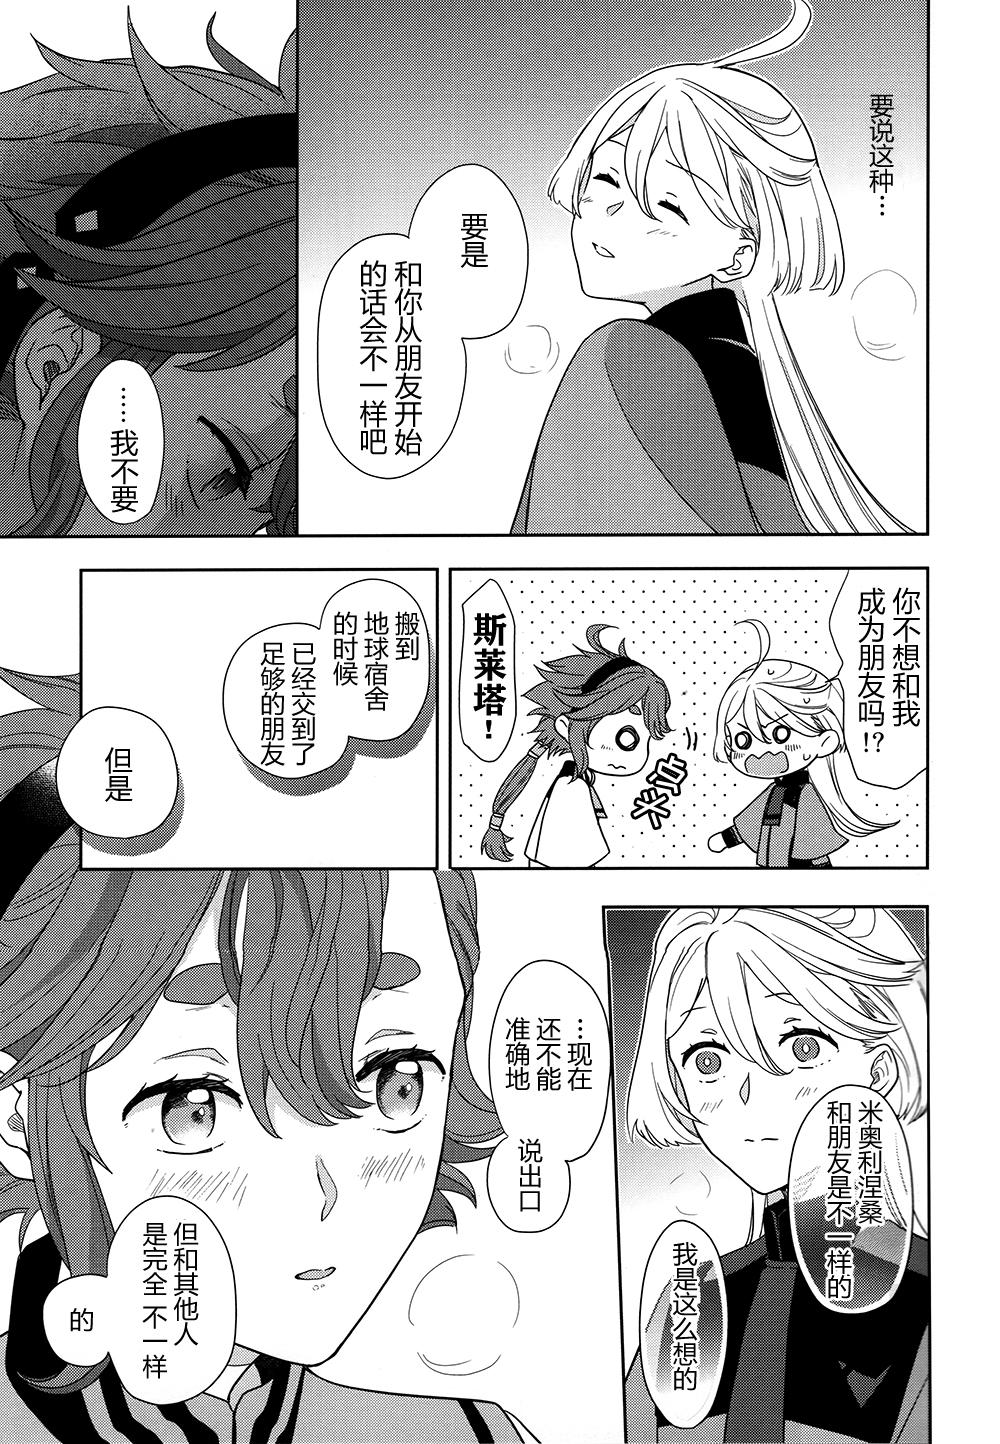 要说这种…
要是
和你从朋友开始
的话会不一样吧
……我不要
你不想和我
成为朋友吗!?
斯莱塔！
搬到
地球宿舍
的时候
已经交到了
足够的朋友
但是
米奥利涅桑
和朋友是不一样的
我是这么想的
…现在
还不能
准确地
说出口
但和其他人
是完全不一样
的